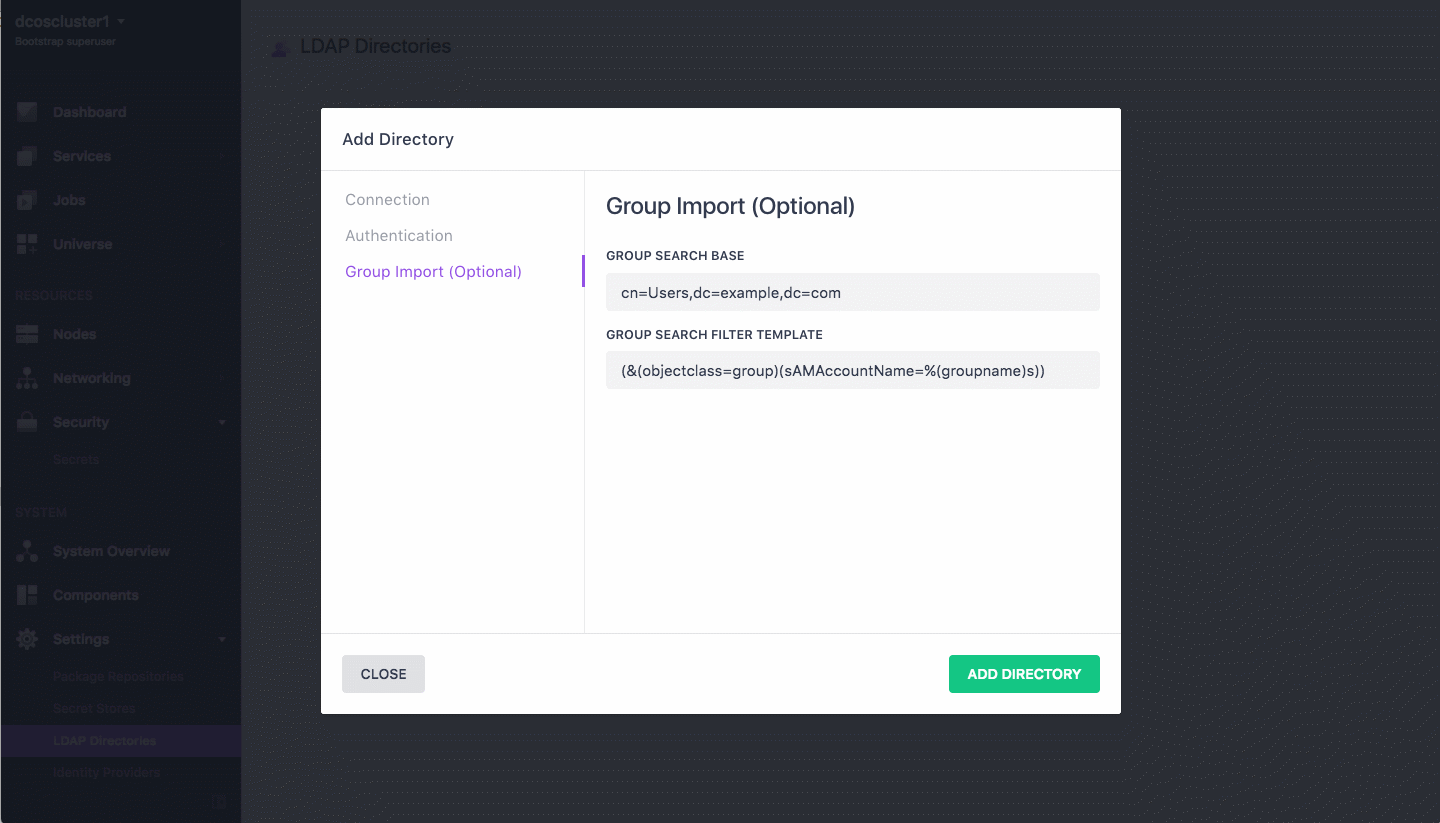 dcoscluster1
Bootstrap superuser
Dashboard
Services
Jobs
Universe
RESOURCES
Nodes
Networking
Security
Secrets
SYSTEM
System Overview
Components
Settings
Package Repositories
Secret Stores
LDAP Directories
Identity Providers
LDAP Directories
Add Directory
Connection
Authentication
Group Import (Optional)
Group Import (Optional)
GROUP SEARCH BASE
cn=Users,dc=example,dc=com
GROUP SEARCH FILTER TEMPLATE
(&(objectclass=group)(sAMAccountName=%(groupname)s))
CLOSE
ADD DIRECTORY